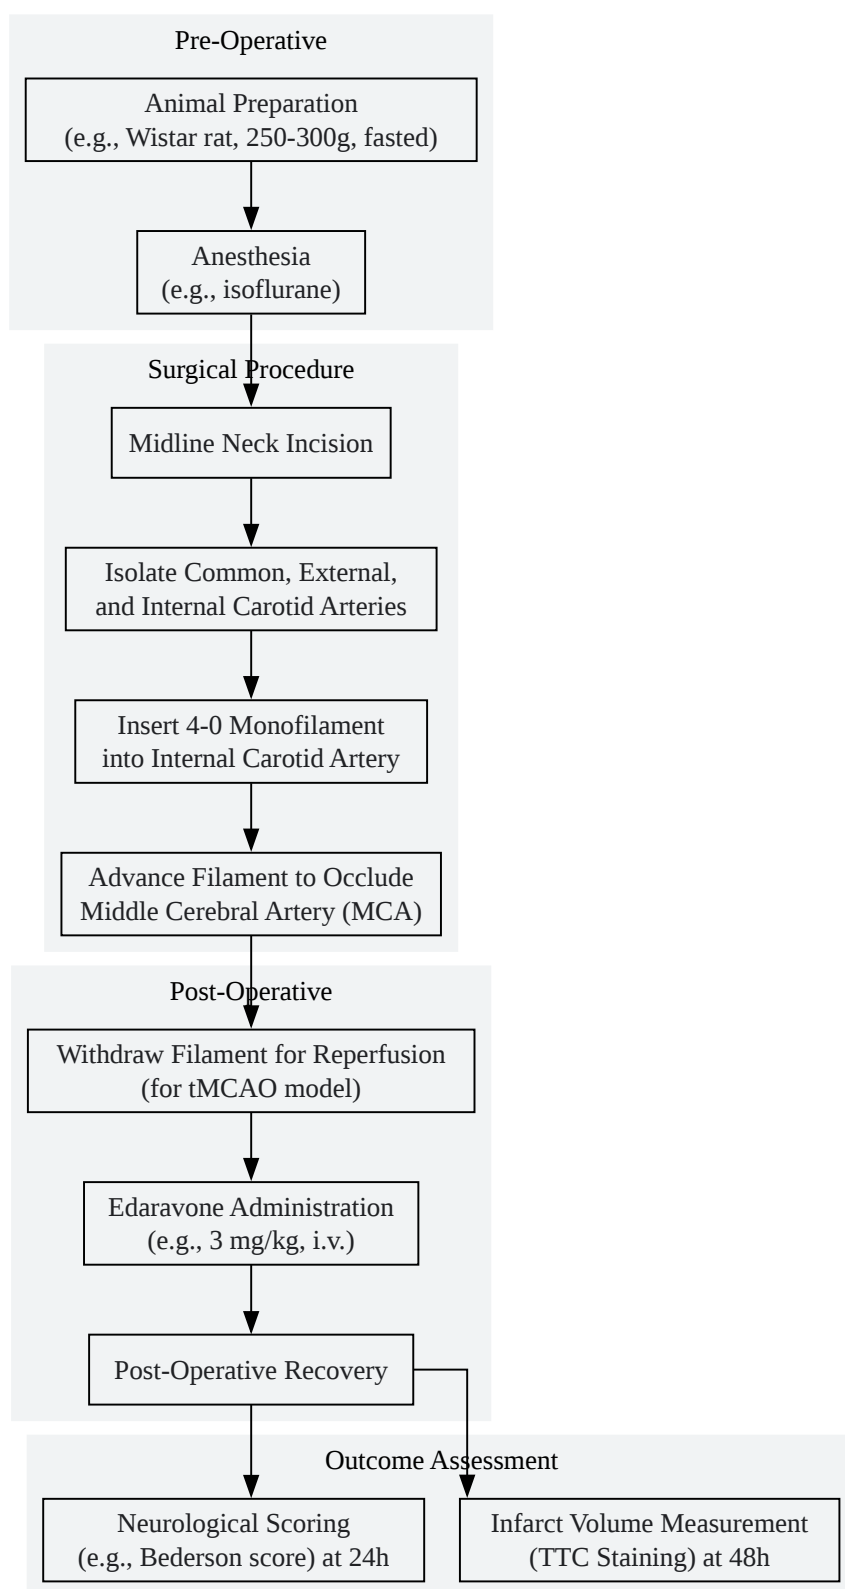 Pre-Operative
Animal Preparation
(e.g., Wistar rat, 250-300g, fasted)
Anesthesia
(e.g., isoflurane)
Surgical Procedure
Midline Neck Incision
Isolate Common, External,
and Internal Carotid Arteries
Insert 4-0 Monofilament
into Internal Carotid Artery
Advance Filament to Occlude
Middle Cerebral Artery (MCA)
Post-Operative
Withdraw Filament for Reperfusion
(for tMCAO model)
Edaravone Administration
(e.g., 3 mg/kg, i.v.)
Post-Operative Recovery
Outcome Assessment
Neurological Scoring
(e.g., Bederson score) at 24h
Infarct Volume Measurement
(TTC Staining) at 48h